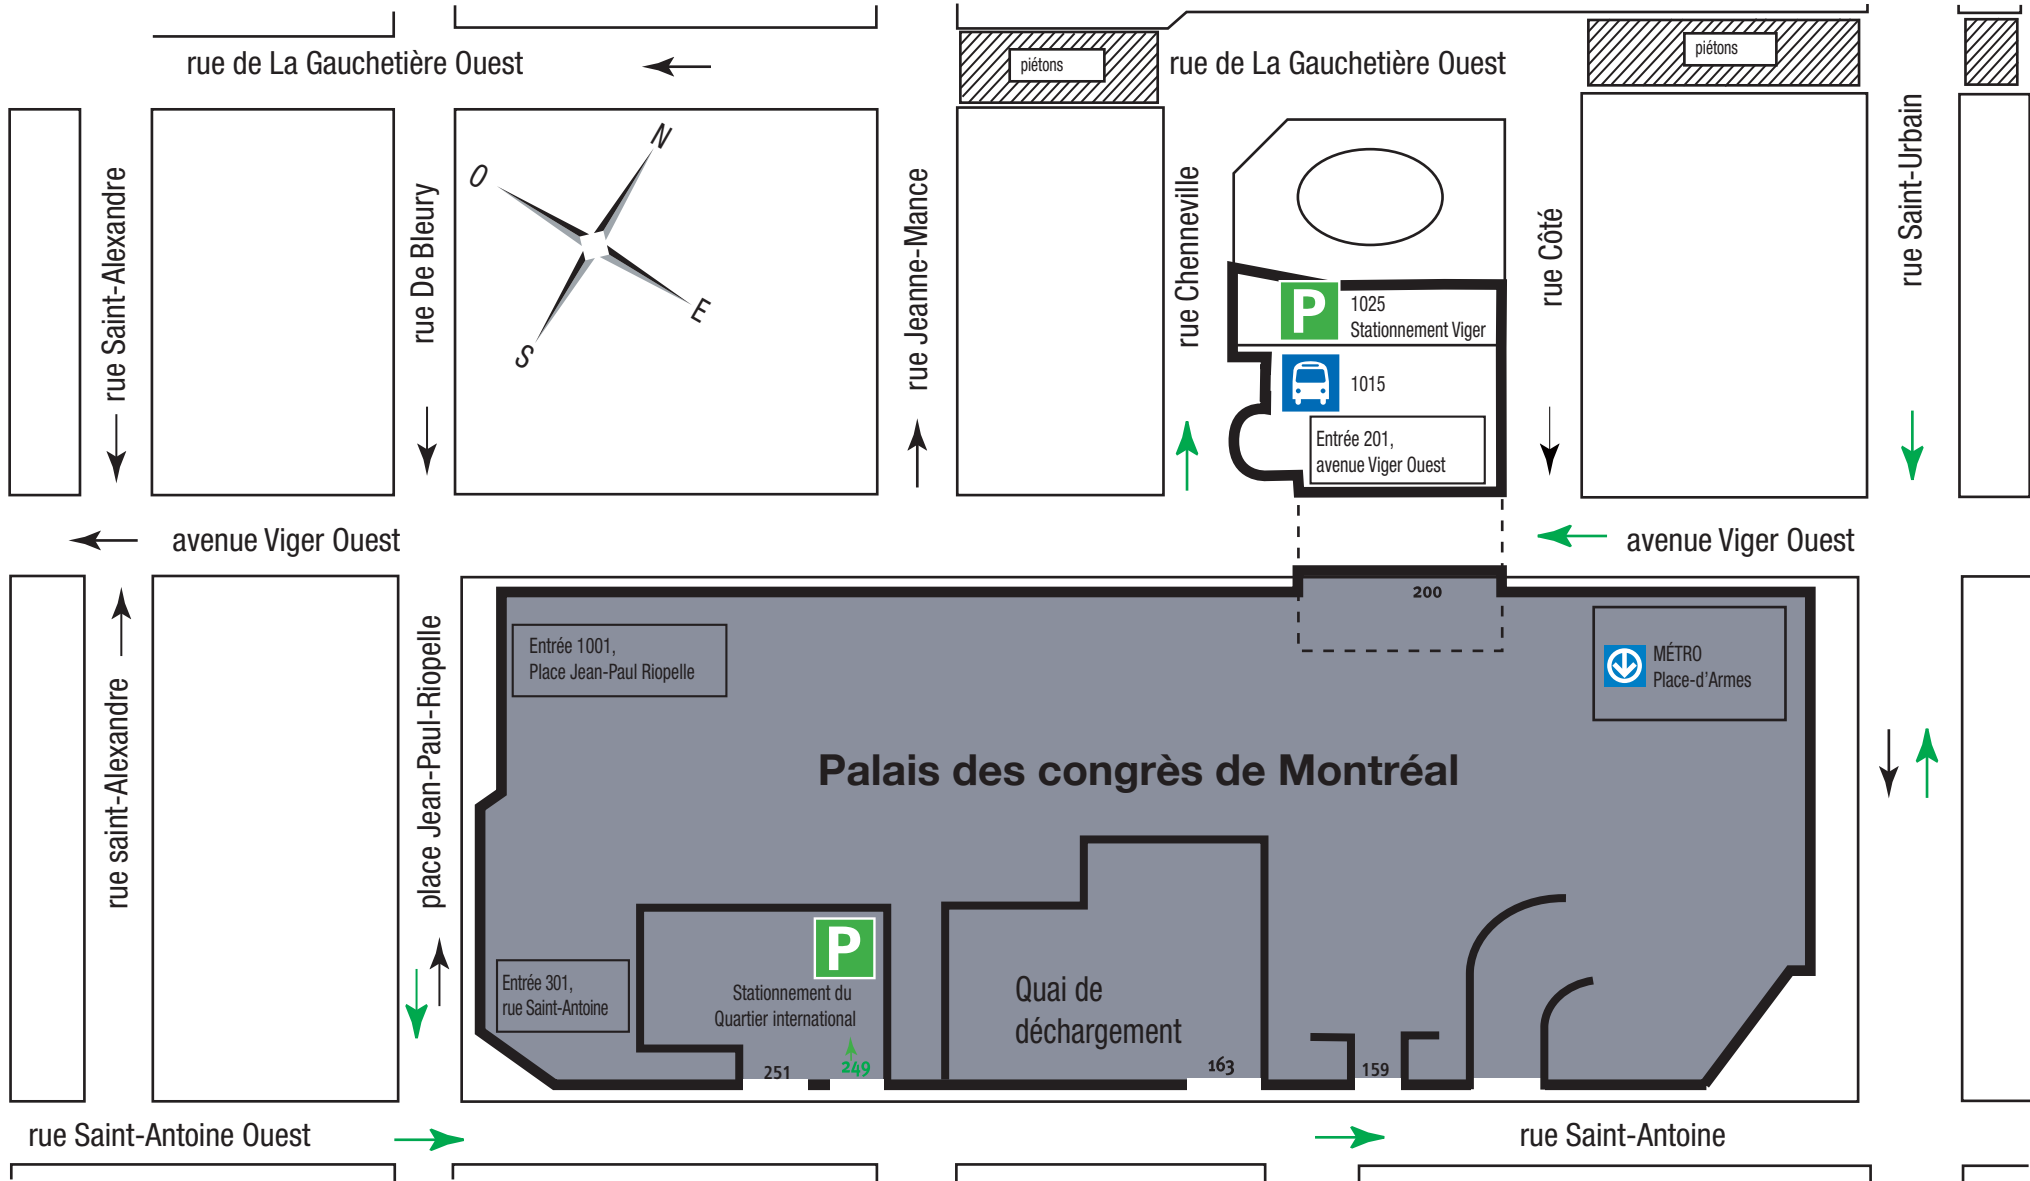 rue de La Gauchetière Ouest
piétons
rue de La Gauchetière Ouest
piétons
rue Saint-Alexandre
rue De Bleury
N
O
E
S
rue Jeanne-Mance
rue Chenneville
rue Côté
rue Saint-Urbain
P
1025
Stationnement Viger
1015
Entrée 201,
avenue Viger Ouest
avenue Viger Ouest
avenue Viger Ouest
rue saint-Alexandre
place Jean-Paul-Riopelle
200
Entrée 1001,
Place Jean-Paul Riopelle
MÉTRO
Place-d'Armes
Palais des congrès de Montréal
P
Entrée 301,
rue Saint-Antoine
Stationnement du
Quartier international
Quai de
déchargement
251
249
163
159
rue Saint-Antoine Ouest
rue Saint-Antoine